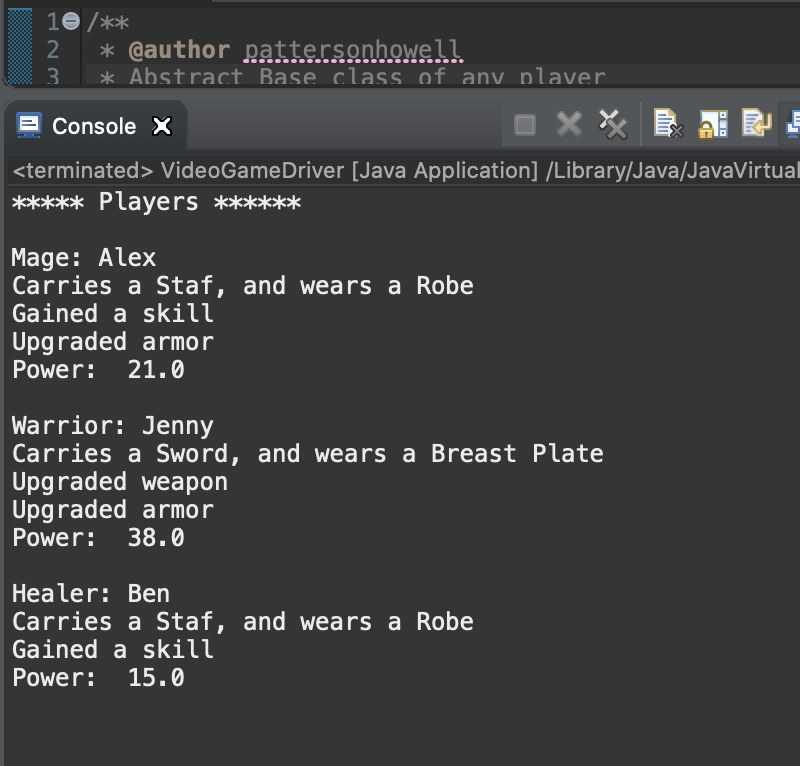 1 /**
2 * @author pattersonhowell
3 * Abstract Base class of any player
Console
<terminated> VideoGameDriver [Java Application] /Library/Java/JavaVirtual
***** Players ******
Mage: Alex
Carries a Staf, and wears a Robe
Gained a skill
Upgraded armor
Power:  21.0
Warrior: Jenny
Carries a Sword, and wears a Breast Plate
Upgraded weapon
Upgraded armor
Power:  38.0
Healer: Ben
Carries a Staf, and wears a Robe
Gained a skill
Power:  15.0